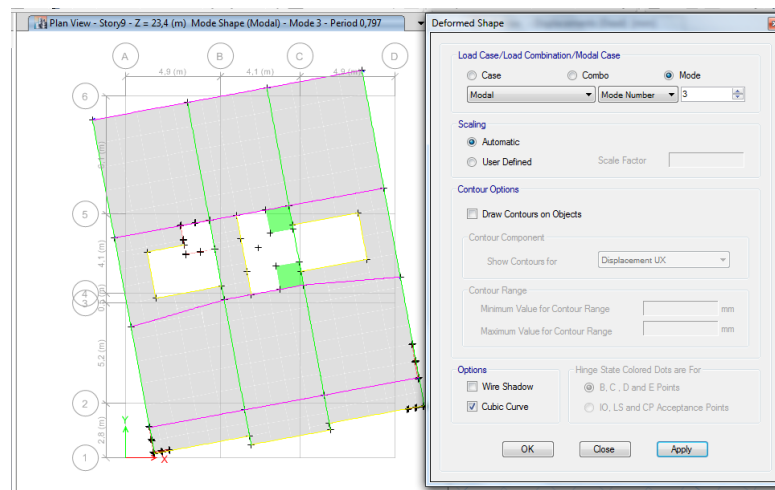 Plan View - Story9 - Z = 23,4 (m) Mode Shape (Modal) - Mode 3 - Period 0,797
A
B
C
D
4,9 (m)
4,1 (m)
4,9 (m)
6
5
4.1 (m)
4
3
5.2 (m)
2
2.8 (m)
Y
1
X
Deformed Shape
Load Case/Load Combination/Modal Case
Case
Combo
Mode
Modal
Mode Number
3
Scaling
Automatic
User Defined
Scale Factor
Contour Options
Draw Contours on Objects
Contour Component
Show Contours for
Displacement UX
Contour Range
Minimum Value for Contour Range
mm
Maximum Value for Contour Range
mm
Options
Wire Shadow
Cubic Curve
Hinge State Colored Dots are For
B, C , D and E Points
IO, LS and CP Acceptance Points
OK
Close
Apply